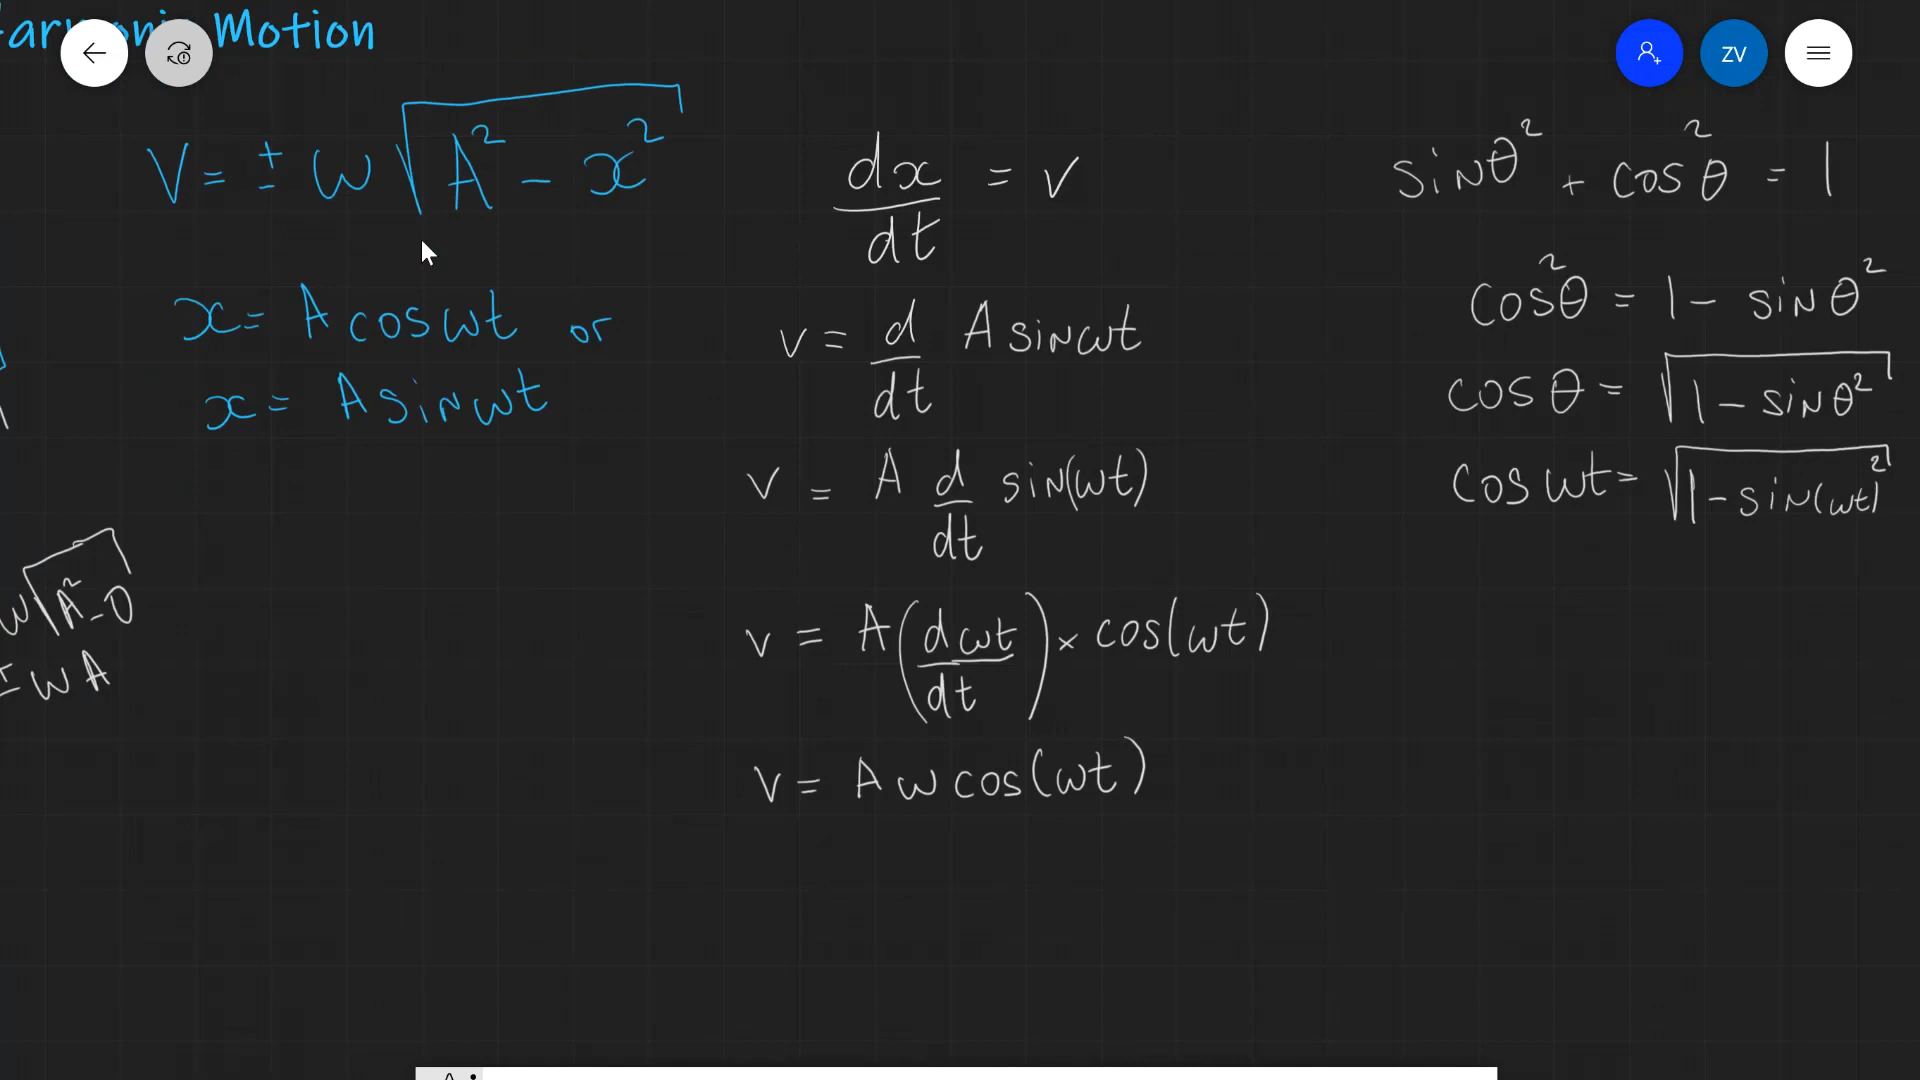 Harmonic Motion
ZV
V = ± ω √(A² − x²)
x = A cos ωt or
x = A sin ωt
ω √(A² − 0
± ω A
dx/dt = v
v = d/dt A sin ωt
v = A d/dt sin(ωt)
v = A (dωt/dt) × cos(ωt)
v = A ω cos(ωt)
sin θ² + cos² θ = 1
cos² θ = 1 − sin θ²
cos θ = √(1 − sin θ²)
cos ωt = √(1 − sin(ωt)²)